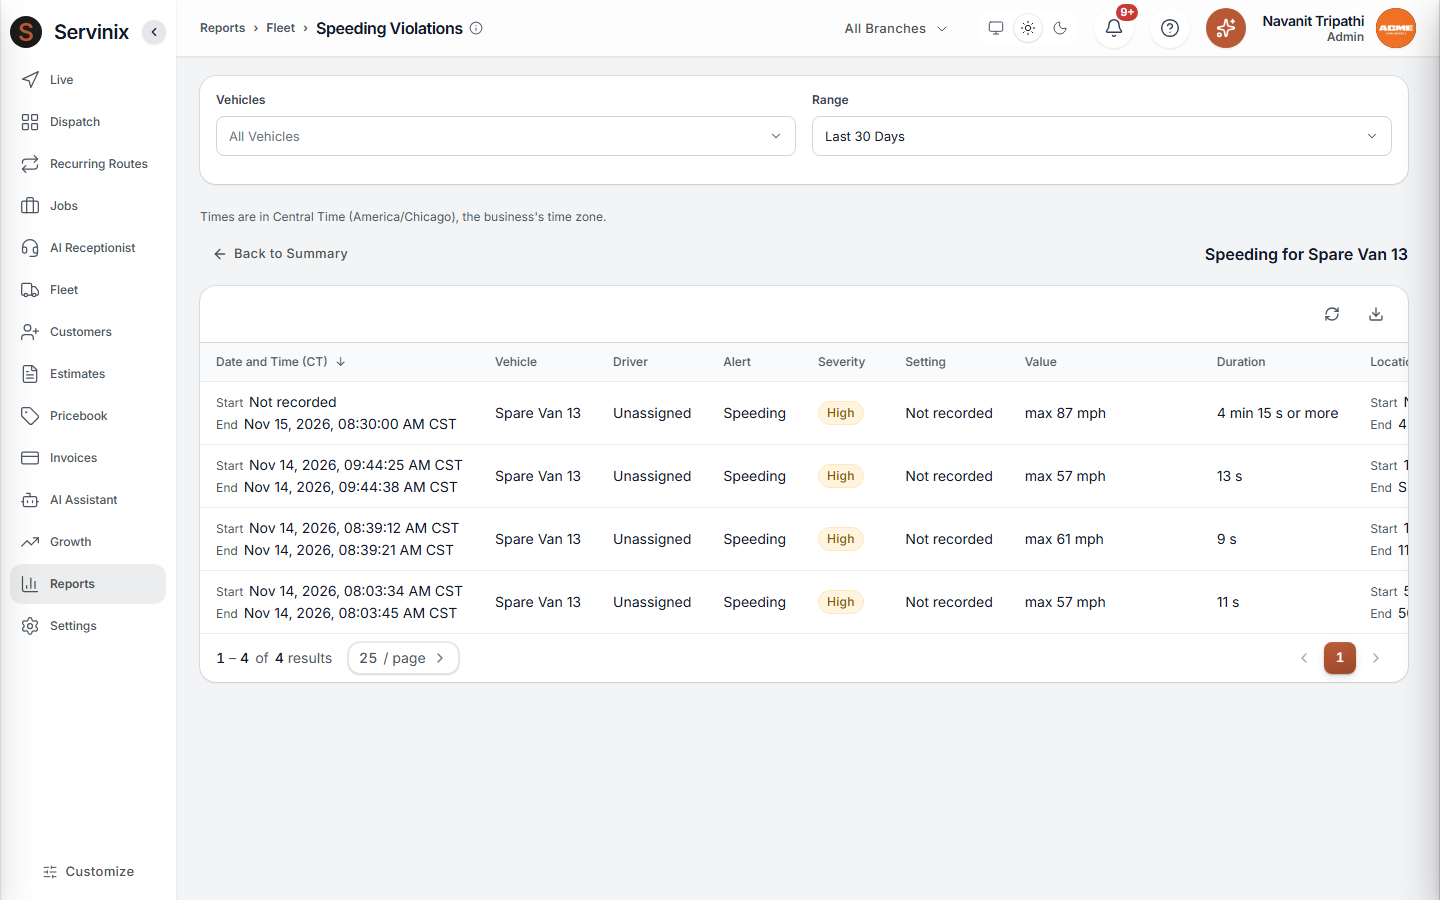 S Servinix
Reports › Fleet › Speeding Violations
All Branches
9+
Navanit Tripathi
Admin
ACME
Live
Dispatch
Recurring Routes
Jobs
AI Receptionist
Fleet
Customers
Estimates
Pricebook
Invoices
AI Assistant
Growth
Reports
Settings
Customize
Vehicles
All Vehicles
Range
Last 30 Days
Times are in Central Time (America/Chicago), the business's time zone.
Back to Summary
Speeding for Spare Van 13
Date and Time (CT) Vehicle Driver Alert Severity Setting Value Duration
Start Not recorded
End Nov 15, 2026, 08:30:00 AM CST
Spare Van 13 Unassigned Speeding High Not recorded max 87 mph 4 min 15 s or more
Start
End 4
Start Nov 14, 2026, 09:44:25 AM CST
End Nov 14, 2026, 09:44:38 AM CST
Spare Van 13 Unassigned Speeding High Not recorded max 57 mph 13 s
Start 1
End S
Start Nov 14, 2026, 08:39:12 AM CST
End Nov 14, 2026, 08:39:21 AM CST
Spare Van 13 Unassigned Speeding High Not recorded max 61 mph 9 s
Start 1
End 11
Start Nov 14, 2026, 08:03:34 AM CST
End Nov 14, 2026, 08:03:45 AM CST
Spare Van 13 Unassigned Speeding High Not recorded max 57 mph 11 s
Start 5
End 5
1 – 4 of 4 results
25 / page
1